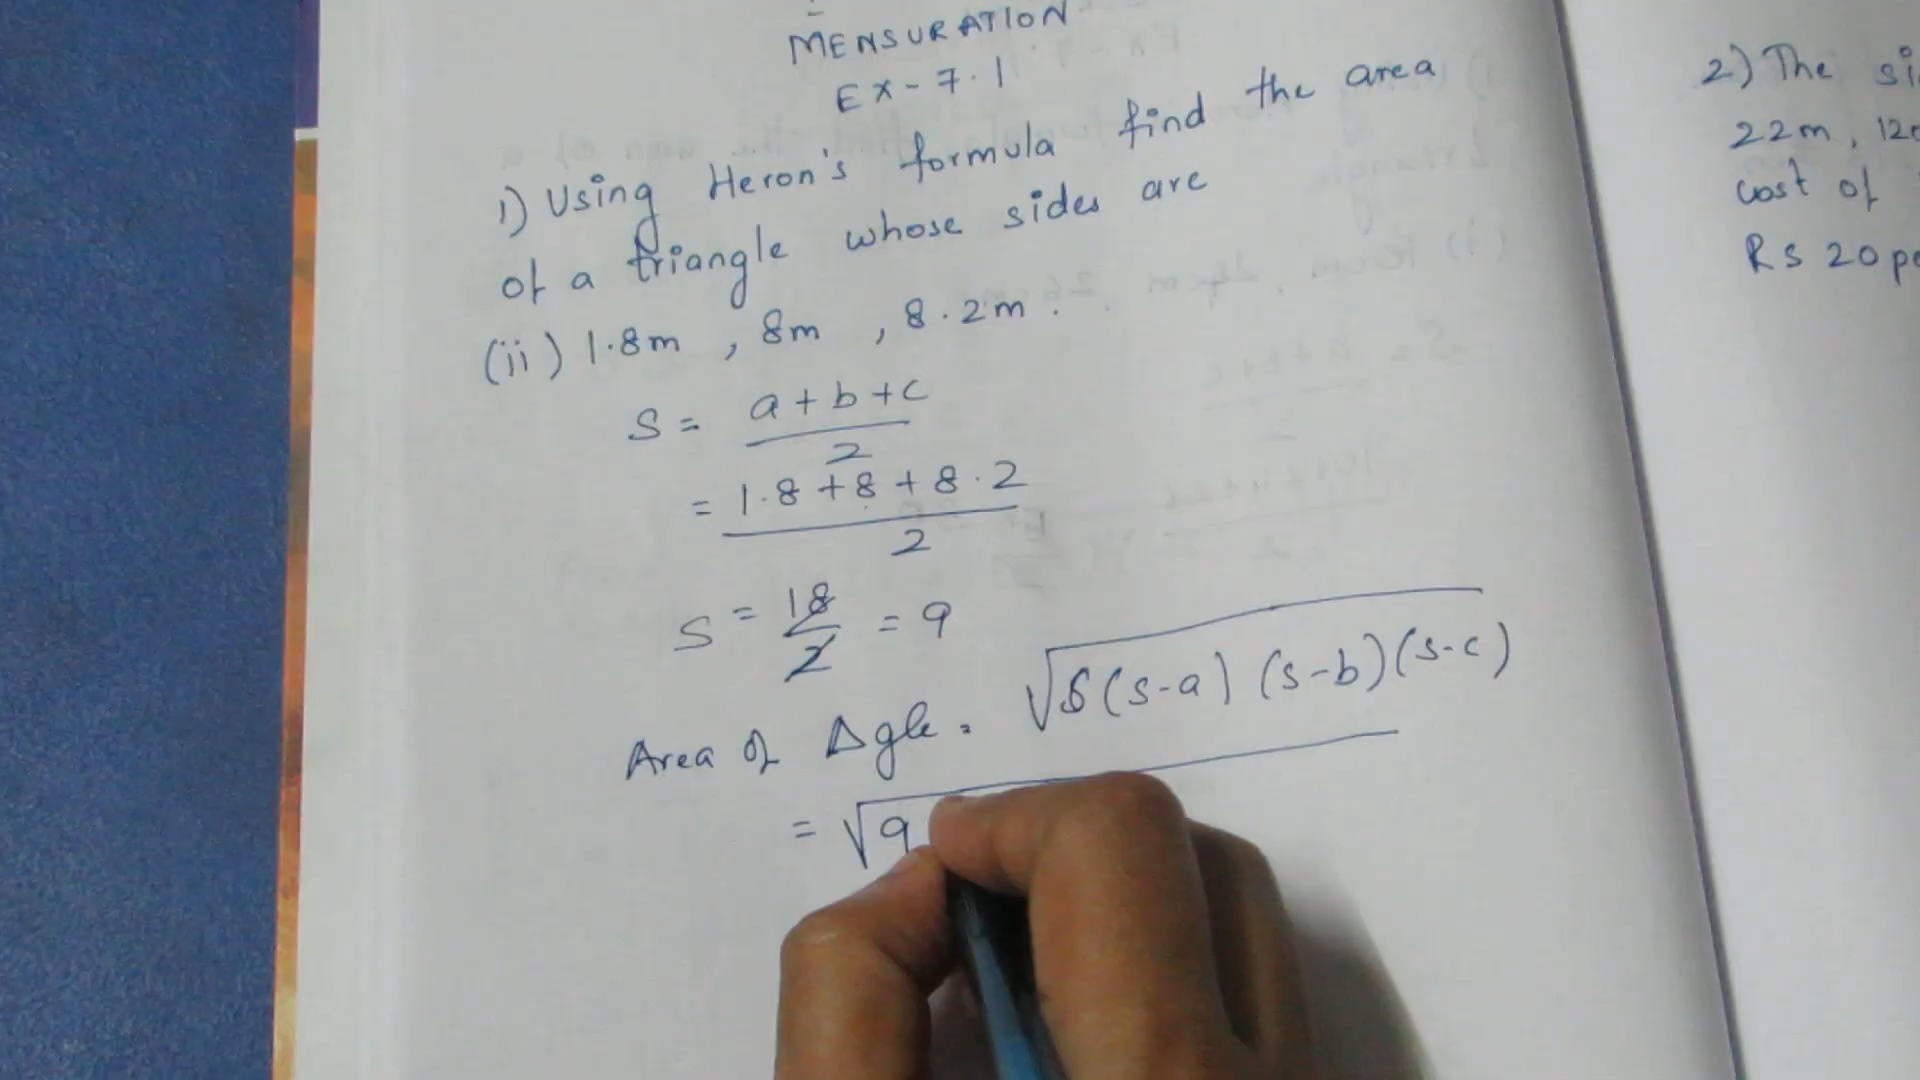 MENSURATION
Ex-7.1
1) Using Heron's formula find the area
of a triangle whose sides are
(ii) 1.8m, 8m, 8.2m.
S = a+b+c
2
= 1.8+8+8.2
2
S = 18
2 = 9
Area of Δgle = √S(s-a)(s-b)(s-c)
= √9
2) The
22m,
cost of
Rs 20